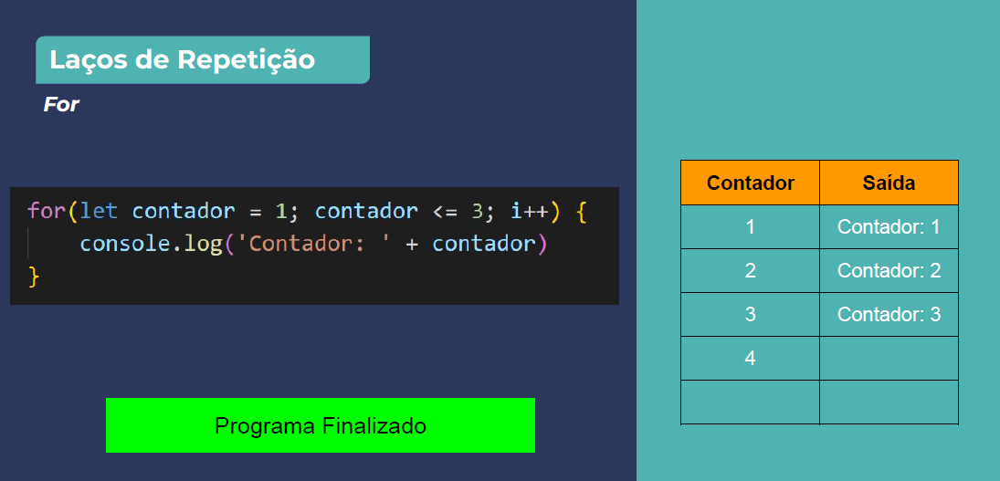 Laços de Repetição
For
for(let contador = 1; contador <= 3; i++) {
    console.log('Contador: ' + contador)
}
Programa Finalizado
Contador Saída
1 Contador: 1
2 Contador: 2
3 Contador: 3
4